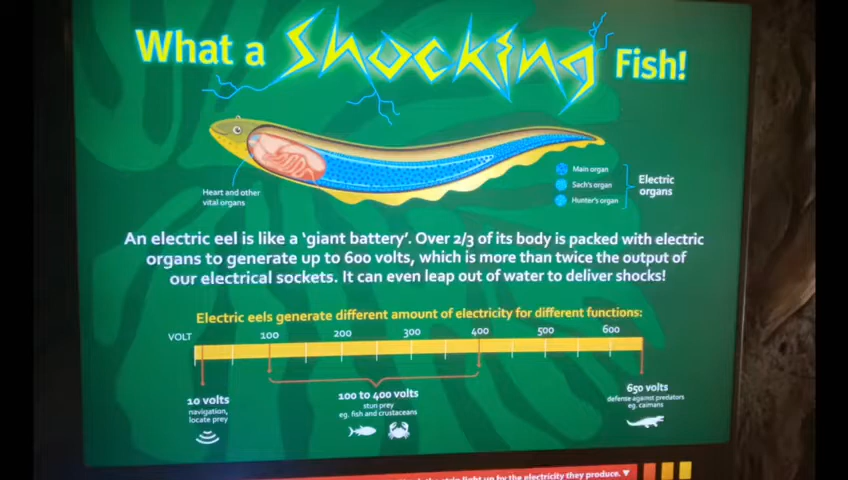 What a Shocking Fish!
Heart and other
vital organs
Main organ
Sach's organ
Hunter's organ
Electric
organs
An electric eel is like a 'giant battery'. Over 2/3 of its body is packed with electric
organs to generate up to 600 volts, which is more than twice the output of
our electrical sockets. It can even leap out of water to deliver shocks!
Electric eels generate different amount of electricity for different functions:
VOLT 100 200 300 400 500 600
10 volts
navigation,
locate prey
100 to 400 volts
stun prey
eg. fish and crustaceans
650 volts
defense against predators
eg. caimans
strip light up by the electricity they produce. ▼